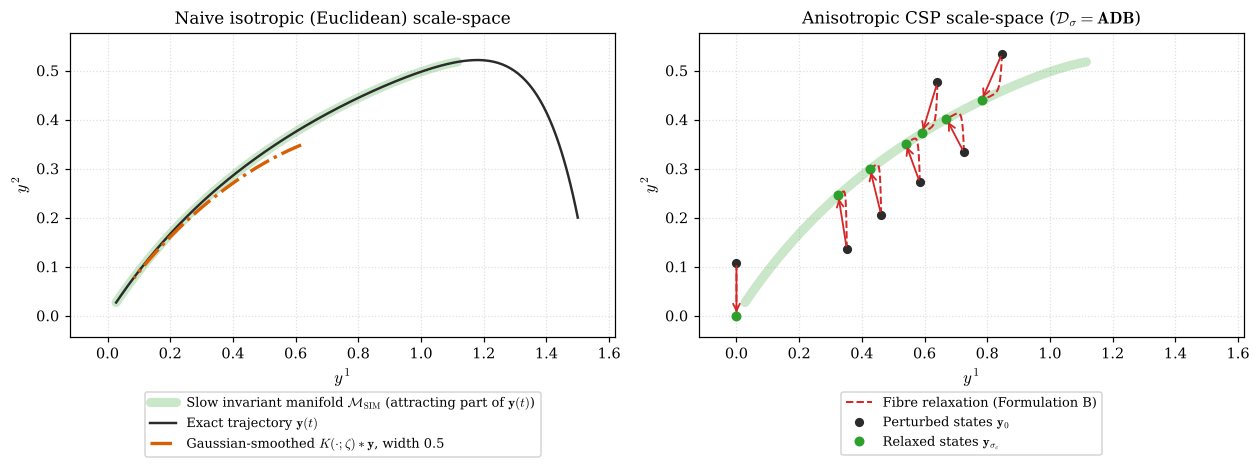 Naive isotropic (Euclidean) scale-space
0.5
0.4
0.3
0.2
0.1
0.0
y²
0.0 0.2 0.4 0.6 0.8 1.0 1.2 1.4 1.6
y¹
Slow invariant manifold 𝓜_SIM (attracting part of 𝐲(t))
Exact trajectory 𝐲(t)
Gaussian-smoothed K(·; ζ) ∗ 𝐲, width 0.5
Anisotropic CSP scale-space (𝒟_σ = 𝐀𝐃𝐁)
0.5
0.4
0.3
0.2
0.1
0.0
y²
0.0 0.2 0.4 0.6 0.8 1.0 1.2 1.4 1.6
y¹
Fibre relaxation (Formulation B)
Perturbed states 𝐲₀
Relaxed states 𝐲_σ_ε